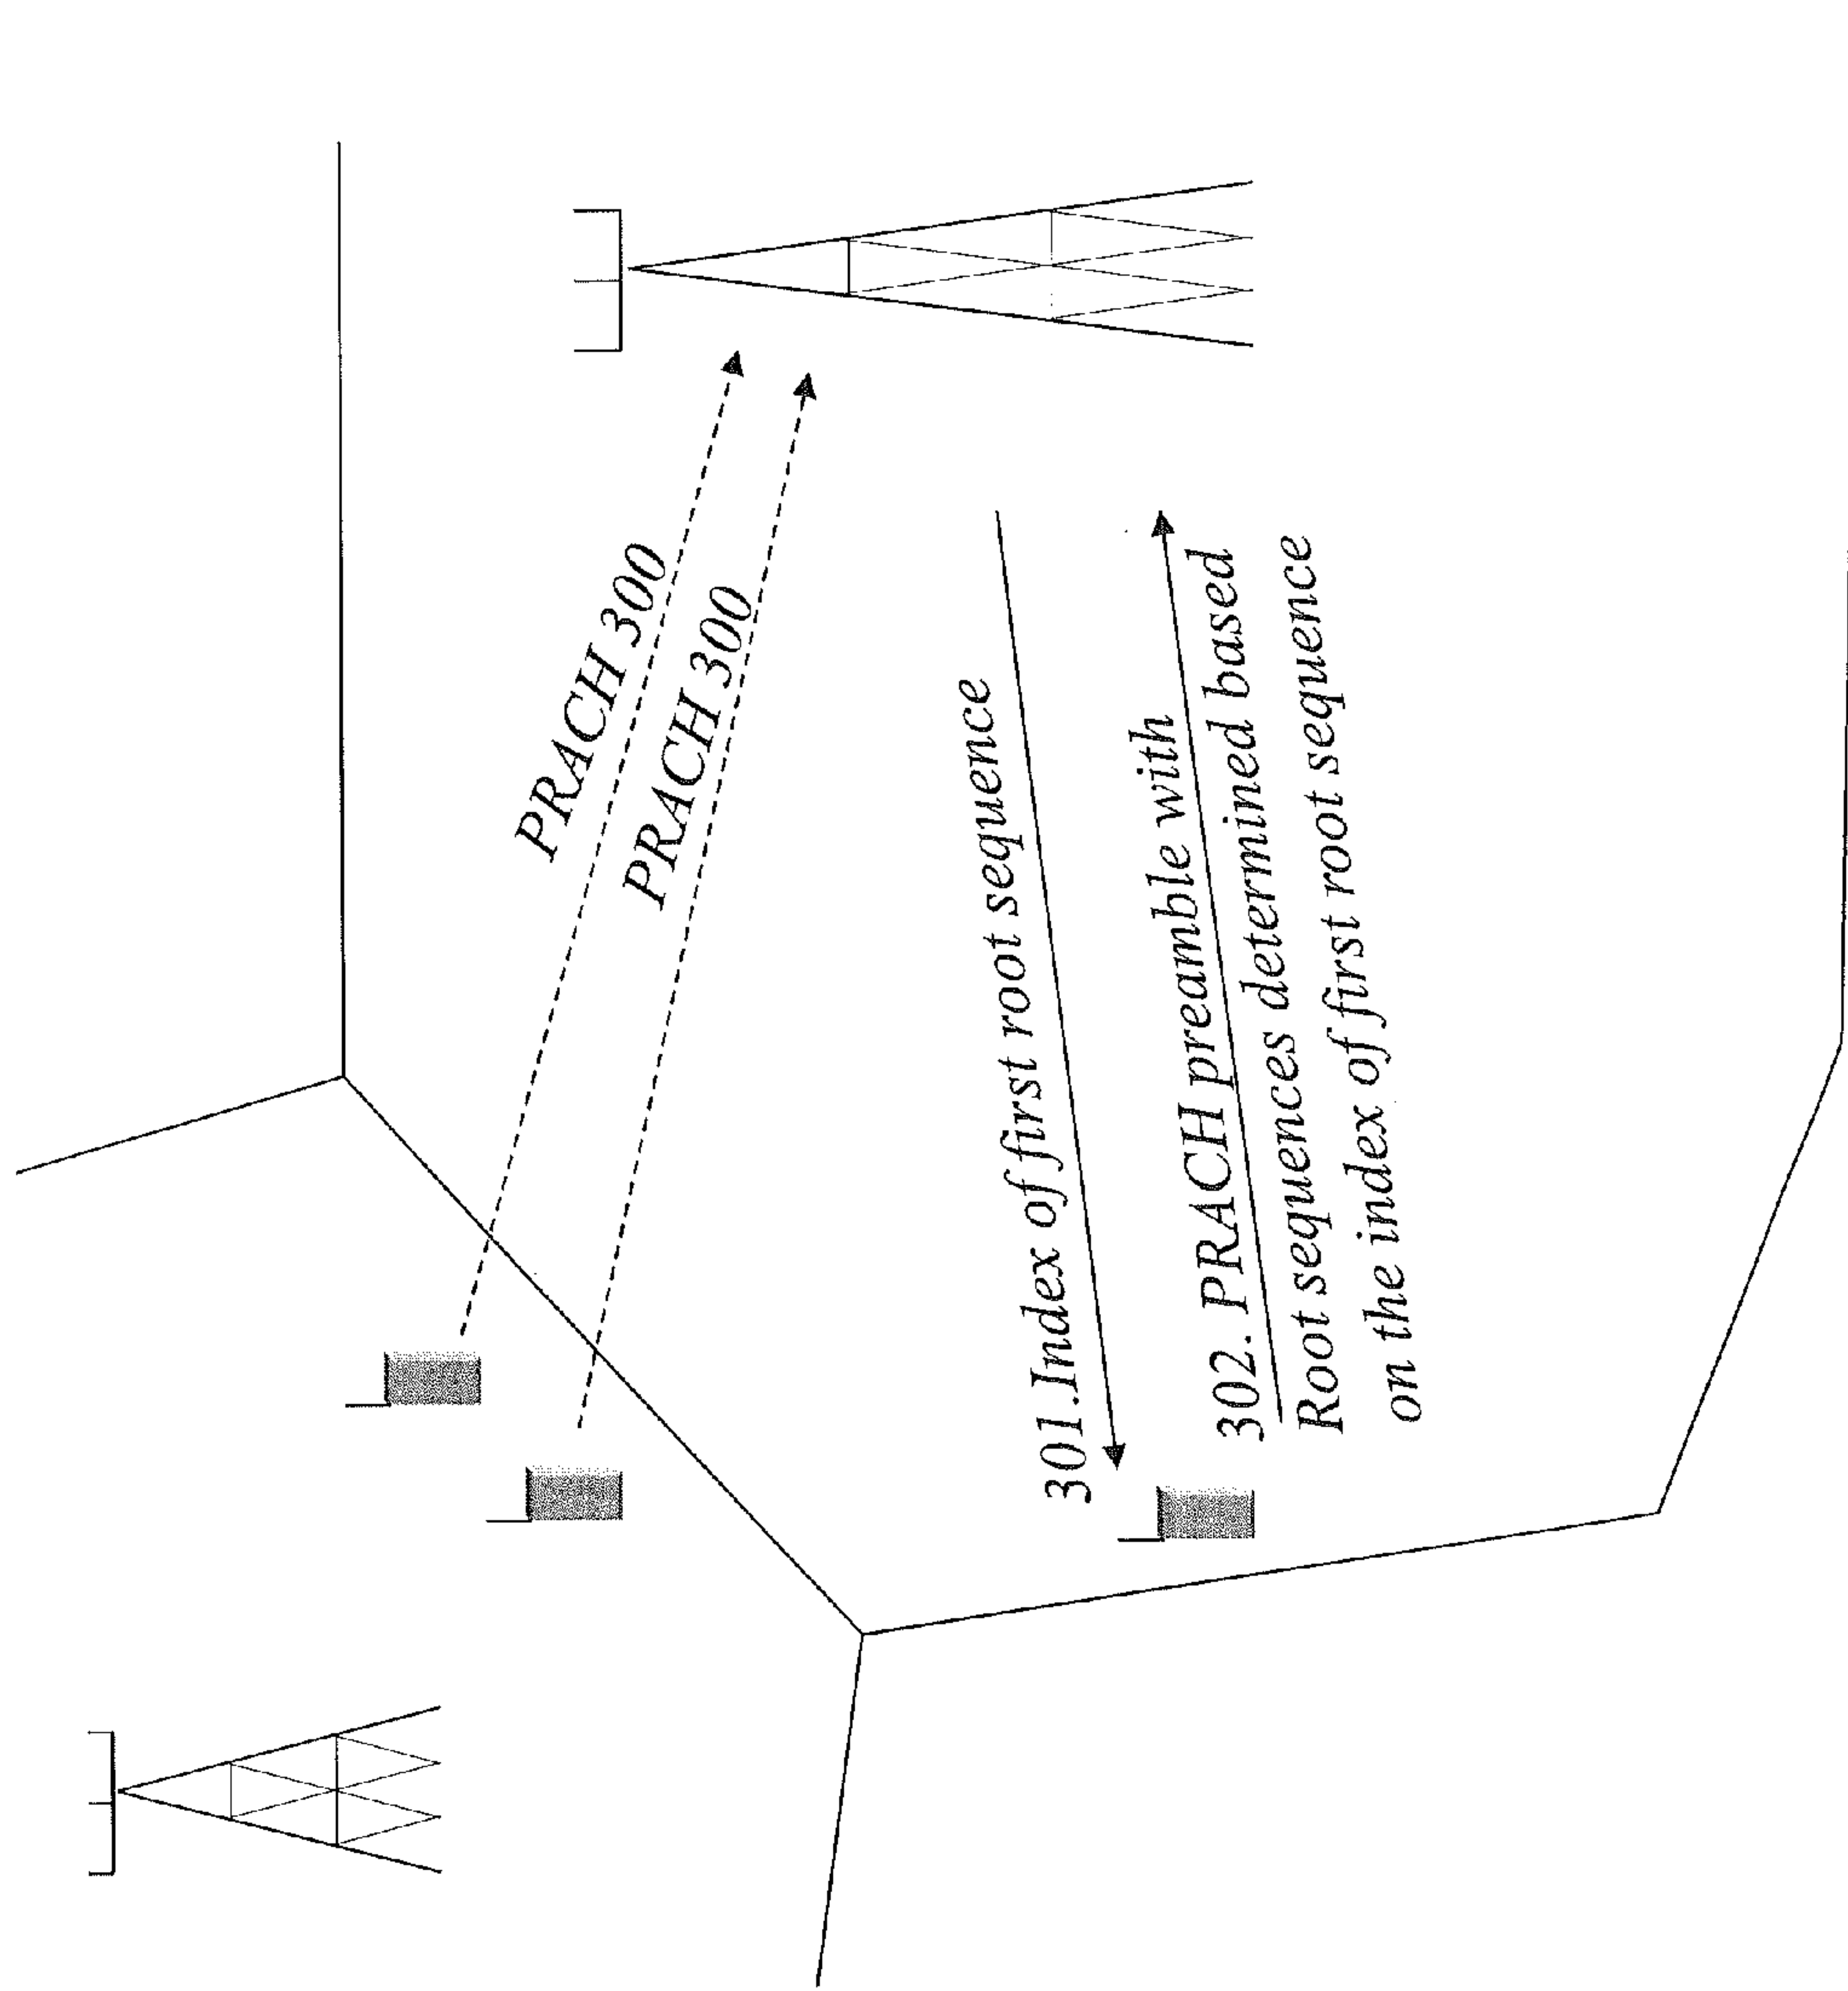 PRACH 300
PRACH 300
301.Index of first root sequence
302. PRACH preamble with
Root sequences determined based
on the index of first root sequence